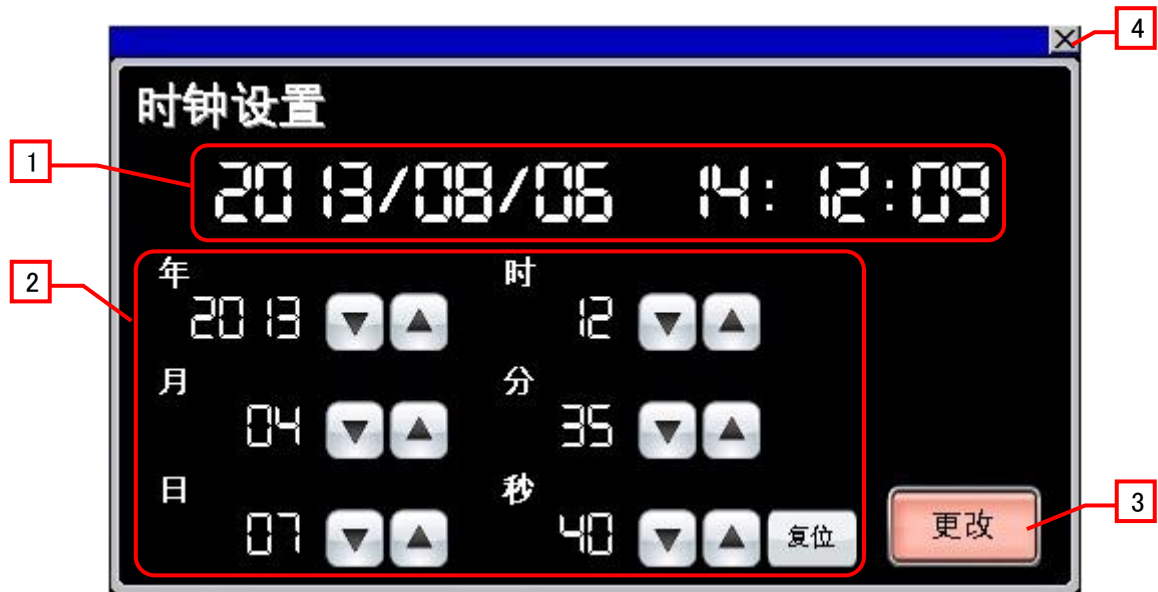 4
×
时钟设置
1
2013/08/06 14:12:09
2
年 时
2013 ▼ ▲ 12 ▼ ▲
月 分
04 ▼ ▲ 35 ▼ ▲
日 秒
07 ▼ ▲ 40 ▼ ▲ 复位 更改
3